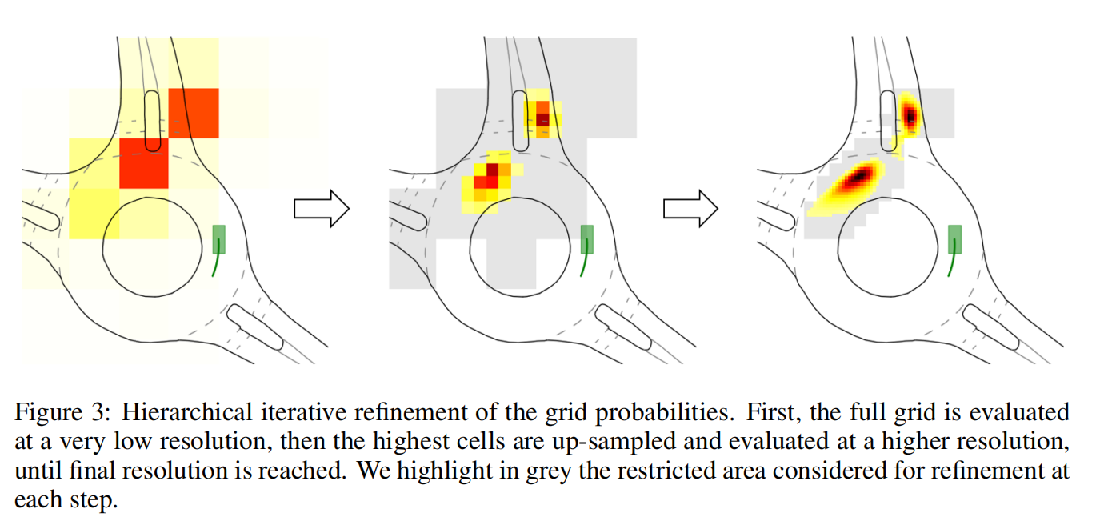 Figure 3: Hierarchical iterative refinement of the grid probabilities. First, the full grid is evaluated
at a very low resolution, then the highest cells are up-sampled and evaluated at a higher resolution,
until final resolution is reached. We highlight in grey the restricted area considered for refinement at
each step.